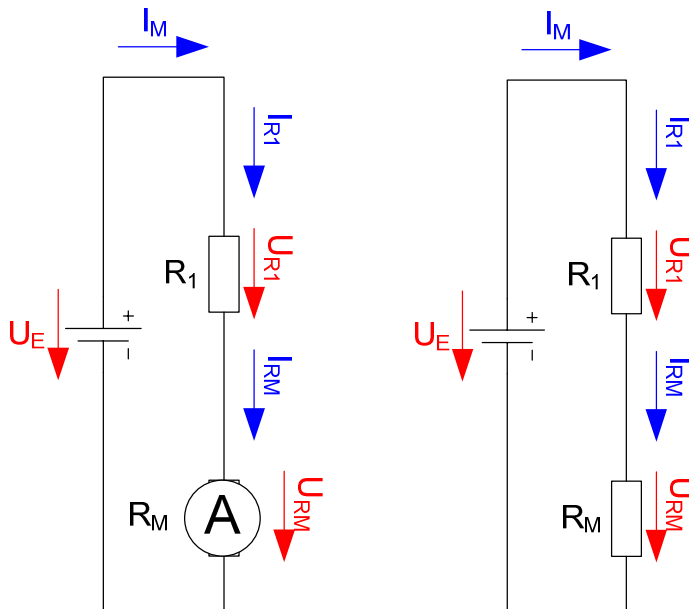 I_M
I_R1
R_1
U_R1
+
U_E
−
I_RM
R_M
A
U_RM
I_M
I_R1
R_1
U_R1
+
U_E
−
I_RM
R_M
U_RM